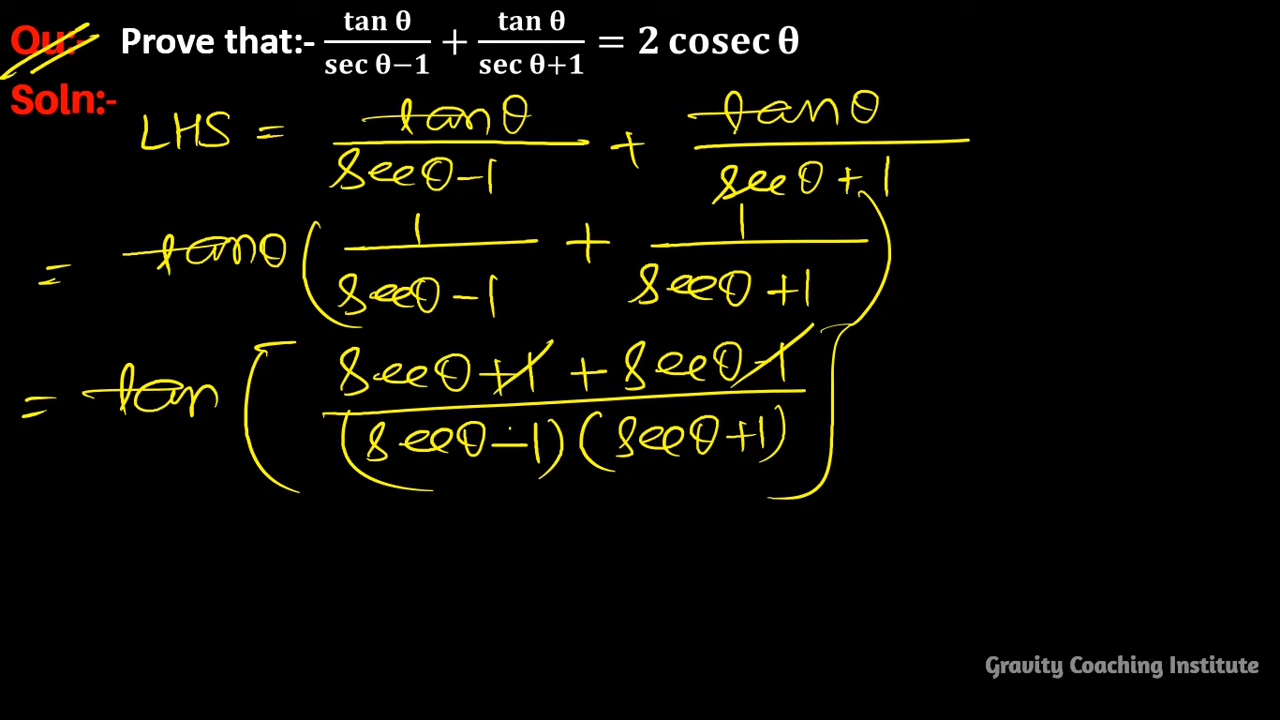 Qu:- Prove that:- tan θ/sec θ−1 + tan θ/sec θ+1 = 2 cosec θ
Soln:-
LHS = tanθ/secθ-1 + tanθ/secθ+1
= tanθ(1/secθ-1 + 1/secθ+1)
= tan[secθ+1 + secθ-1/(secθ-1)(secθ+1)]
Gravity Coaching Institute